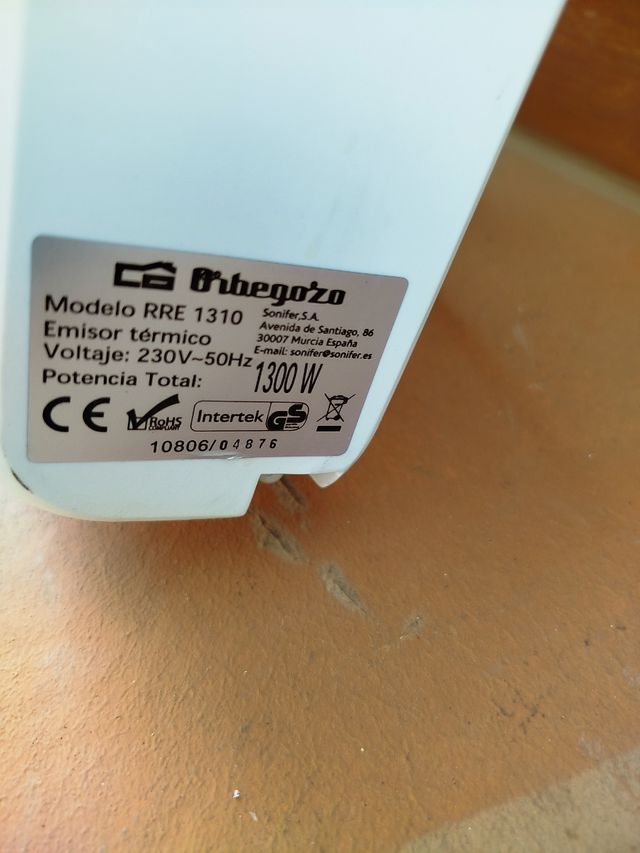 Orbegozo
Modelo RRE 1310
Emisor térmico
Voltaje: 230V~50Hz
Potencia Total: 1300 W
Sonifer,S.A.
Avenida de Santiago, 86
30007 Murcia España
E-mail: sonifer@sonifer.es
CE
RoHS
COMPLIANT
Intertek
GS
10806/04876